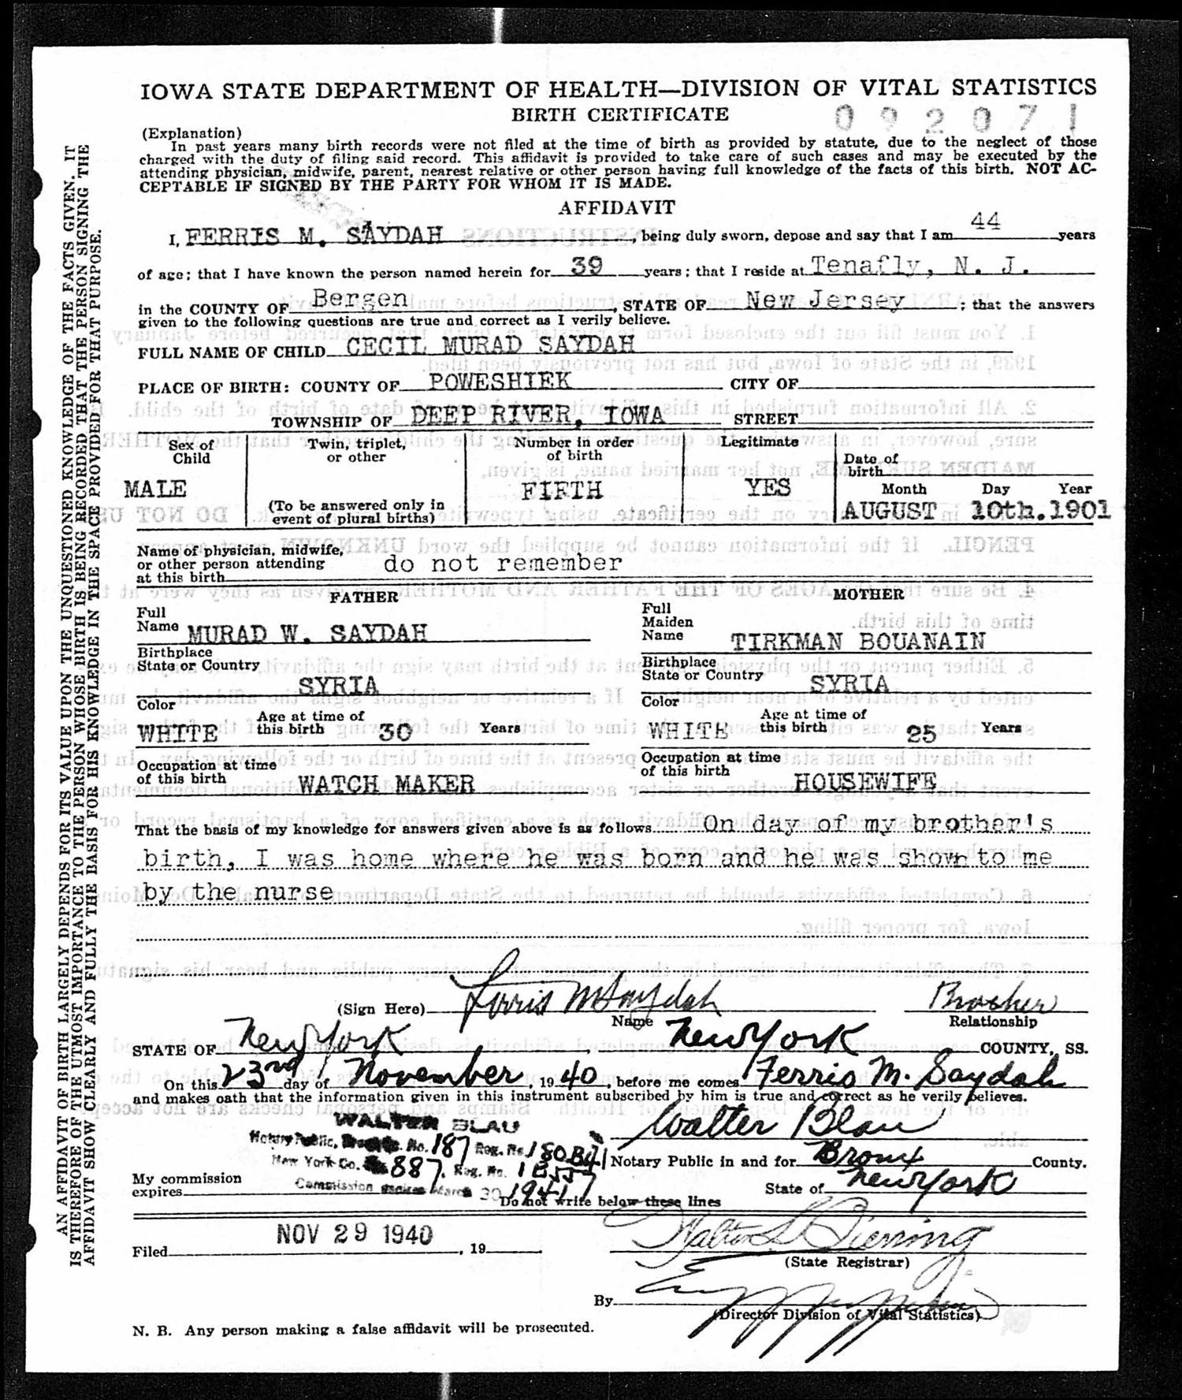 IOWA STATE DEPARTMENT OF HEALTH—DIVISION OF VITAL STATISTICS
BIRTH CERTIFICATE
092071
(Explanation)
In past years many birth records were not filed at the time of birth as provided by statute, due to the neglect of those
charged with the duty of filing said record. This affidavit is provided to take care of such cases and may be executed by the
attending physician, midwife, parent, nearest relative or other person having full knowledge of the facts of this birth. NOT AC-
CEPTABLE IF SIGNED BY THE PARTY FOR WHOM IT IS MADE.
AFFIDAVIT
I, FERRIS M. SAYDAH, being duly sworn, depose and say that I am 44 years
of age; that I have known the person named herein for 39 years; that I reside at Tenafly, N. J.
in the COUNTY OF Bergen, STATE OF New Jersey; that the answers
given to the following questions are true and correct as I verily believe.
FULL NAME OF CHILD CECIL MURAD SAYDAH
PLACE OF BIRTH: COUNTY OF POWESHIEK CITY OF
TOWNSHIP OF DEEP RIVER, IOWA STREET
Sex of Child MALE
Twin, triplet, or other
(To be answered only in event of plural births)
Number in order of birth FIFTH
Legitimate YES
Date of birth
Month Day Year
AUGUST 10th. 1901
Name of physician, midwife,
or other person attending do not remember
at this birth
FATHER
Full
Name MURAD W. SAYDAH
Birthplace
State or Country
SYRIA
Color
WHITE Age at time of this birth 30 Years
Occupation at time
of this birth WATCH MAKER
MOTHER
Full
Maiden
Name TIRKMAN BOUANAIN
Birthplace
State or Country SYRIA
Color
WHITE Age at time of this birth 25 Years
Occupation at time
of this birth HOUSEWIFE
That the basis of my knowledge for answers given above is as follows On day of my brother's
birth, I was home where he was born and he was shown to me
by the nurse
(Sign Here) Ferris M Saydah Brother
Name Relationship
STATE OF New York, New York COUNTY, SS.
On this 23rd day of November 1940, before me comes Ferris M. Saydah
and makes oath that the information given in this instrument subscribed by him is true and correct as he verily believes.
WALTER BLAU
Walter Blau
Notary Public, No. 187 Reg. No.
Notary Public in and for Bronx County.
New York Co. 887, Reg. No.
My commission
expires
Commission expires March 30 1941
State of New York
Do not write below these lines
Filed NOV 29 1940, 19
Walter L. Bierring
(State Registrar)
By
(Director Division of Vital Statistics)
N. B. Any person making a false affidavit will be prosecuted.
AN AFFIDAVIT OF BIRTH LARGELY DEPENDS FOR ITS VALUE UPON THE UNQUESTIONED KNOWLEDGE OF THE FACTS GIVEN. IT
IS THEREFORE OF THE UTMOST IMPORTANCE TO THE PERSON WHOSE BIRTH IS BEING RECORDED THAT THE PERSON SIGNING THE
AFFIDAVIT SHOW CLEARLY AND FULLY THE BASIS FOR HIS KNOWLEDGE IN THE SPACE PROVIDED FOR THAT PURPOSE.